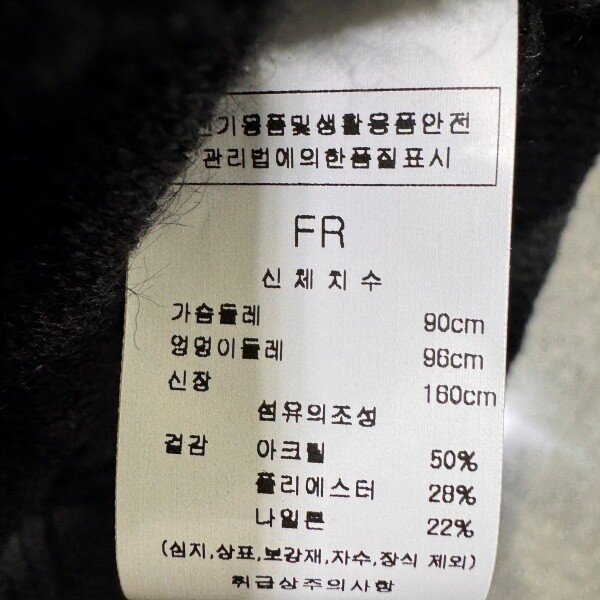 전기용품및생활용품안전
관리법에의한품질표시
FR
신체치수
가슴둘레 90cm
엉덩이둘레 96cm
신장 160cm
섬유의조성
겉감 아크릴 50%
폴리에스터 28%
나일론 22%
(심지,상표,보강재,자수,장식 제외)
취급상주의사항